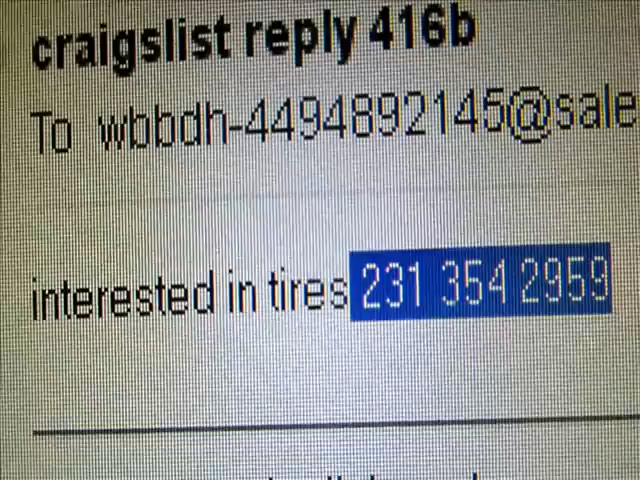 craigslist reply 416b
To wbbdh-4494892145@sale
interested in tires 231 354 2959